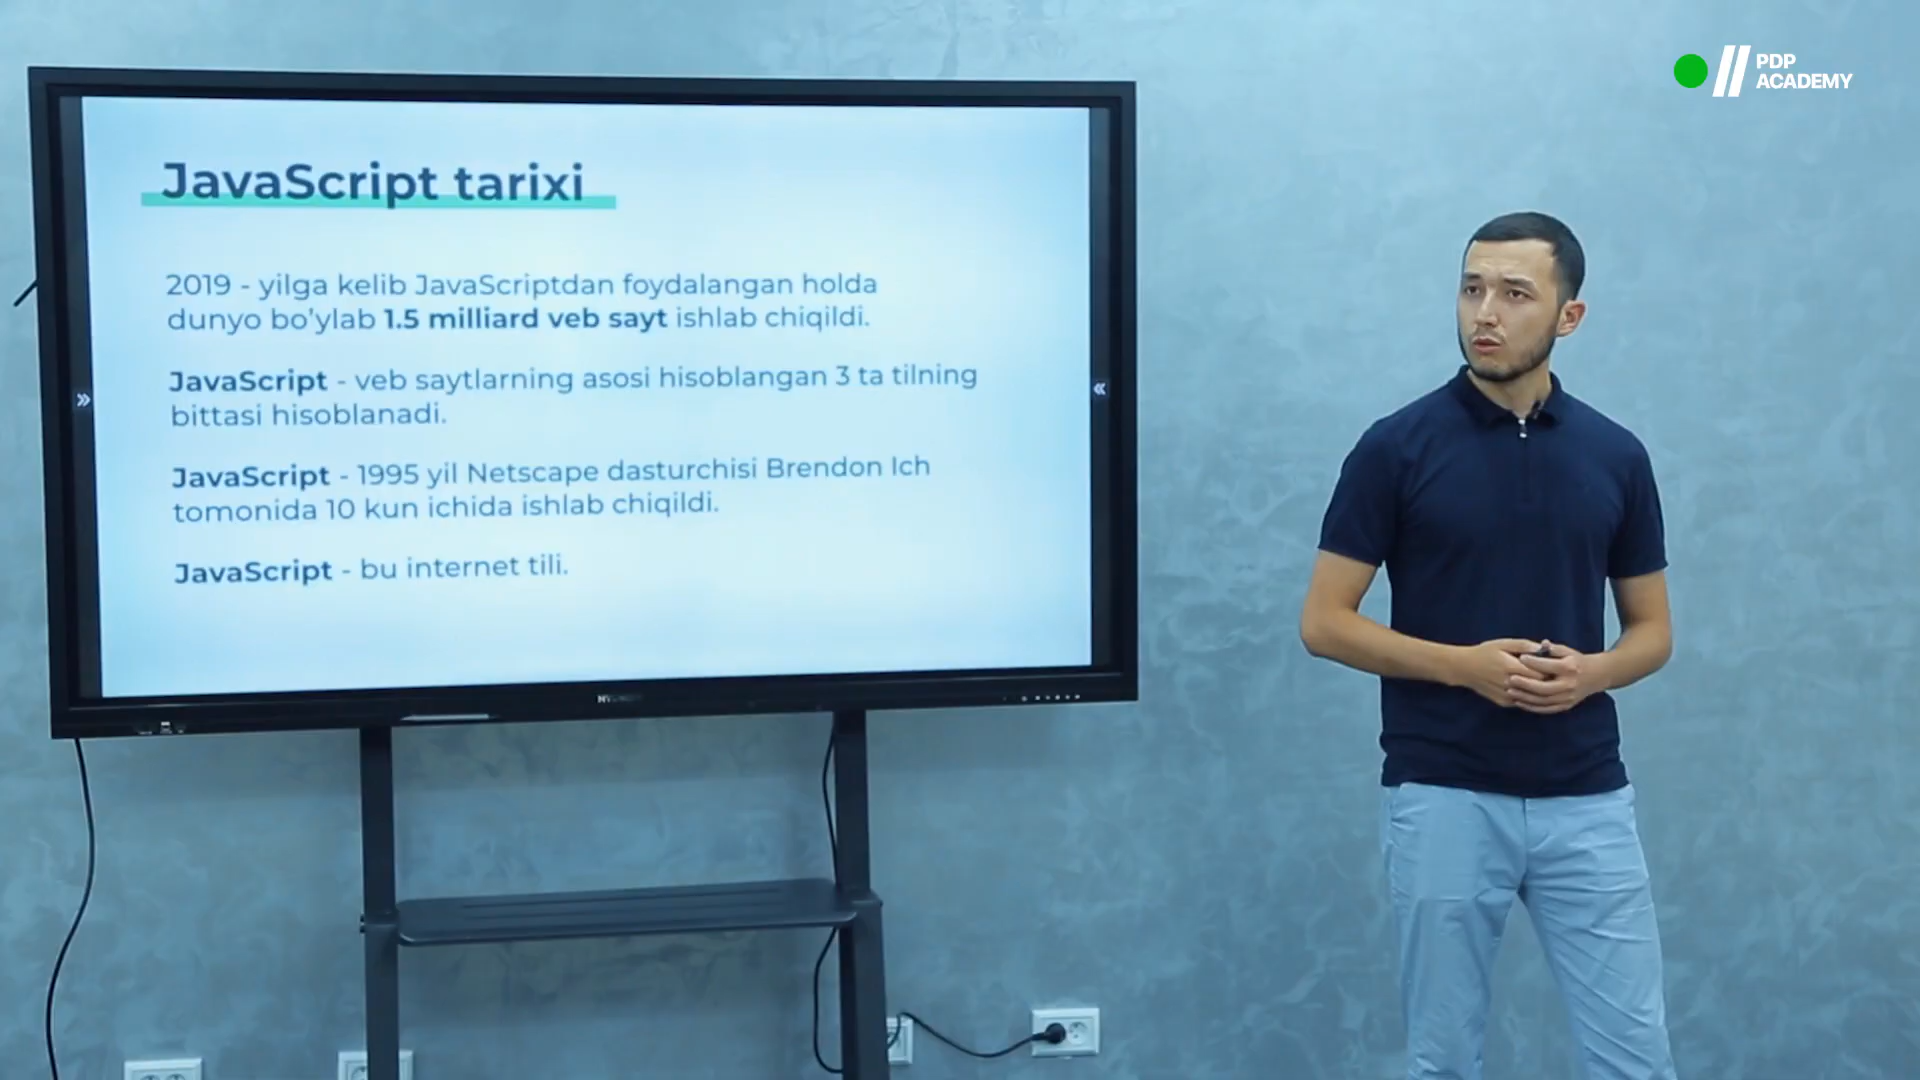 PDP
ACADEMY
JavaScript tarixi
2019 - yilga kelib JavaScriptdan foydalangan holda
dunyo bo'ylab 1.5 milliard veb sayt ishlab chiqildi.
JavaScript - veb saytlarning asosi hisoblangan 3 ta tilning
bittasi hisoblanadi.
JavaScript - 1995 yil Netscape dasturchisi Brendon Ich
tomonida 10 kun ichida ishlab chiqildi.
JavaScript - bu internet tili.